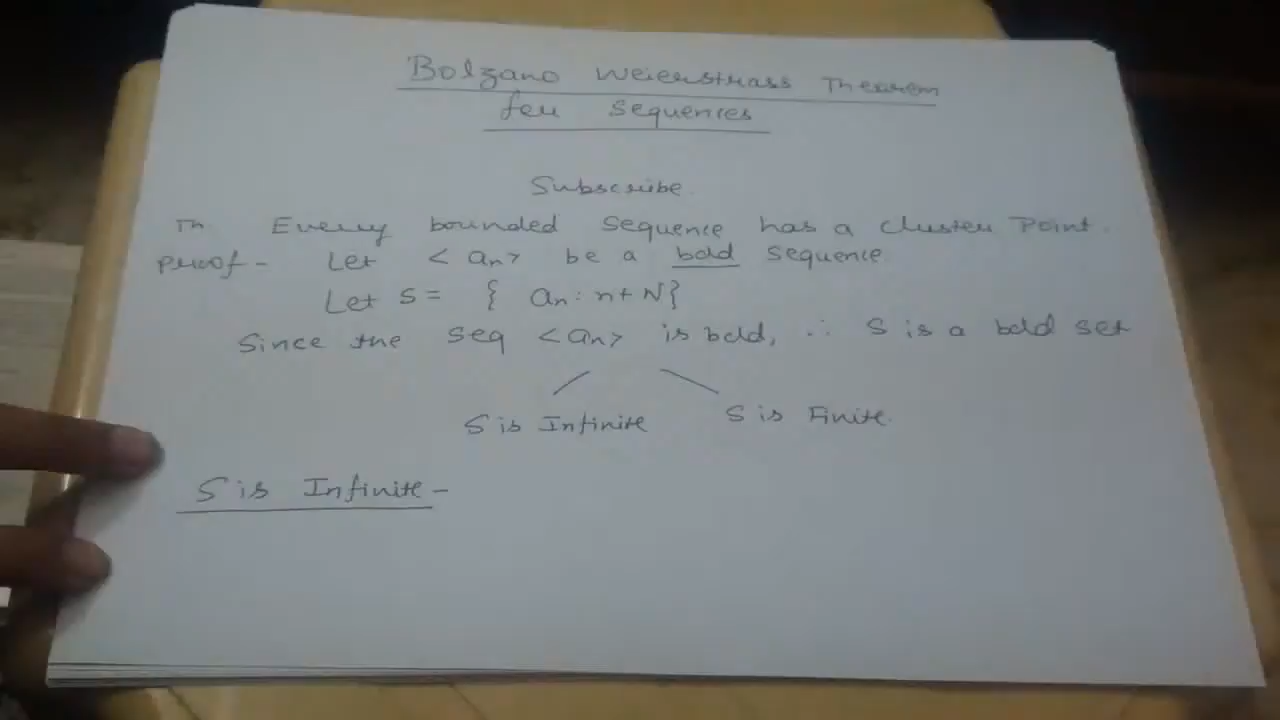 Bolzano Weierstrass Theorem
for Sequences
Subscribe.
Th Every bounded sequence has a cluster Point.
Proof - Let < an> be a bdd sequence
Let S = { an : n ∈ N}
Since the seq <an> is bdd, ∴ S is a bdd set
S is Infinite S is Finite.
S is Infinite -